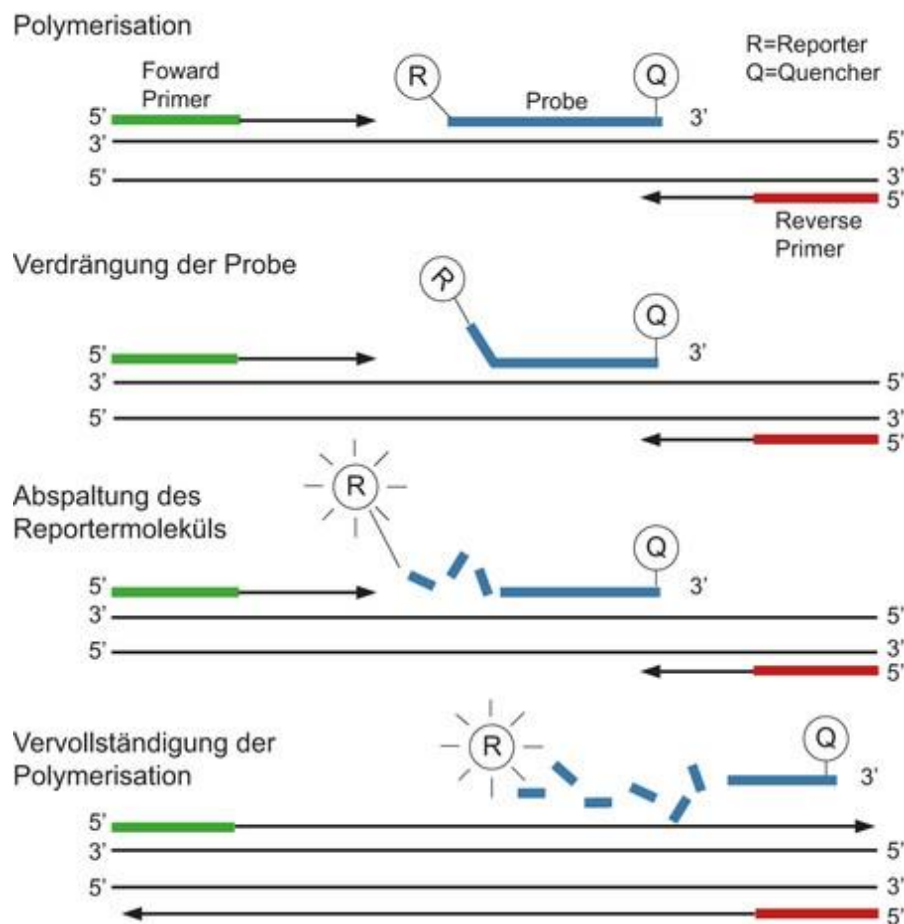 Polymerisation
R=Reporter
Q=Quencher
Foward
Primer
R
Probe
Q
5’
3’
3’
5’
5’
3’
5’
Reverse
Primer
Verdrängung der Probe
R
Q
5’
3’
3’
5’
5’
3’
5’
Abspaltung des
Reportermoleküls
R
Q
5’
3’
3’
5’
5’
3’
5’
Vervollständigung der
Polymerisation
R
Q
3’
5’
3’
5’
5’
3’
5’